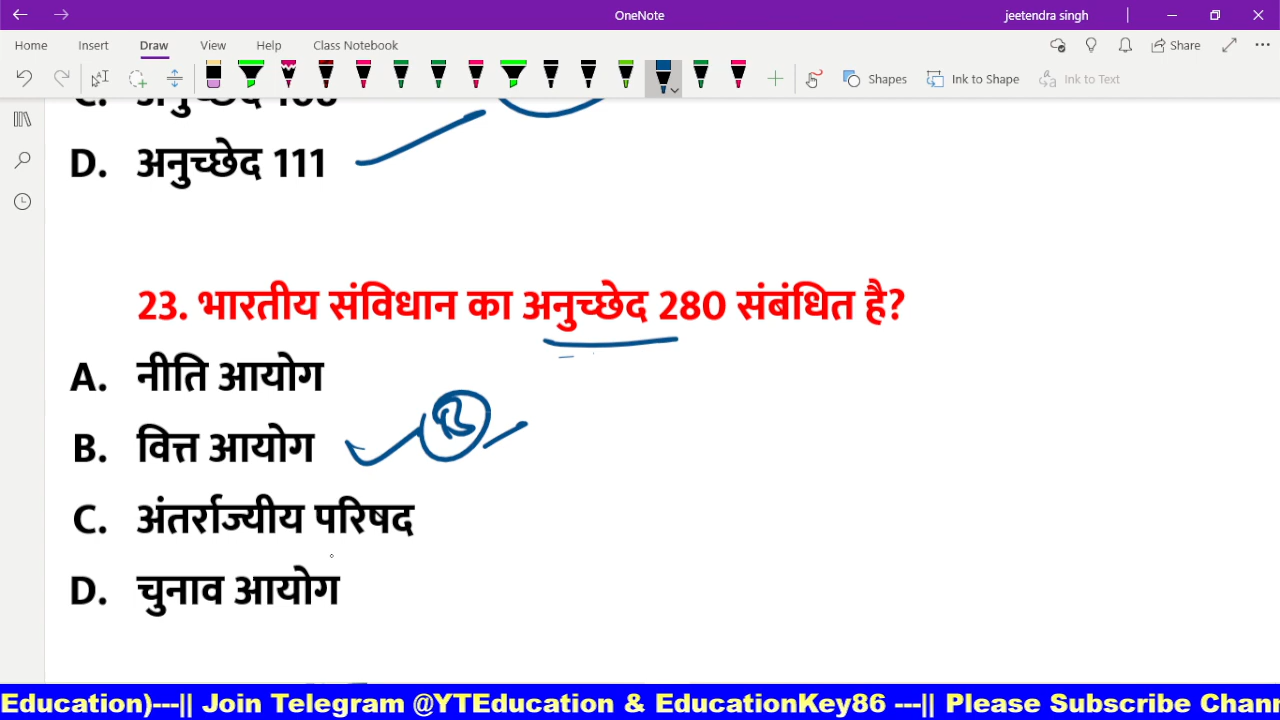 OneNote
jeetendra singh
Home Insert Draw View Help Class Notebook
Share
Shapes Ink to Shape Ink to Text
C. अनुच्छेद 108
D. अनुच्छेद 111
23. भारतीय संविधान का अनुच्छेद 280 संबंधित है?
A. नीति आयोग
B. वित्त आयोग
B
C. अंतर्राज्यीय परिषद
D. चुनाव आयोग
Education)---|| Join Telegram @YTEducation & EducationKey86 ---|| Please Subscribe Chann